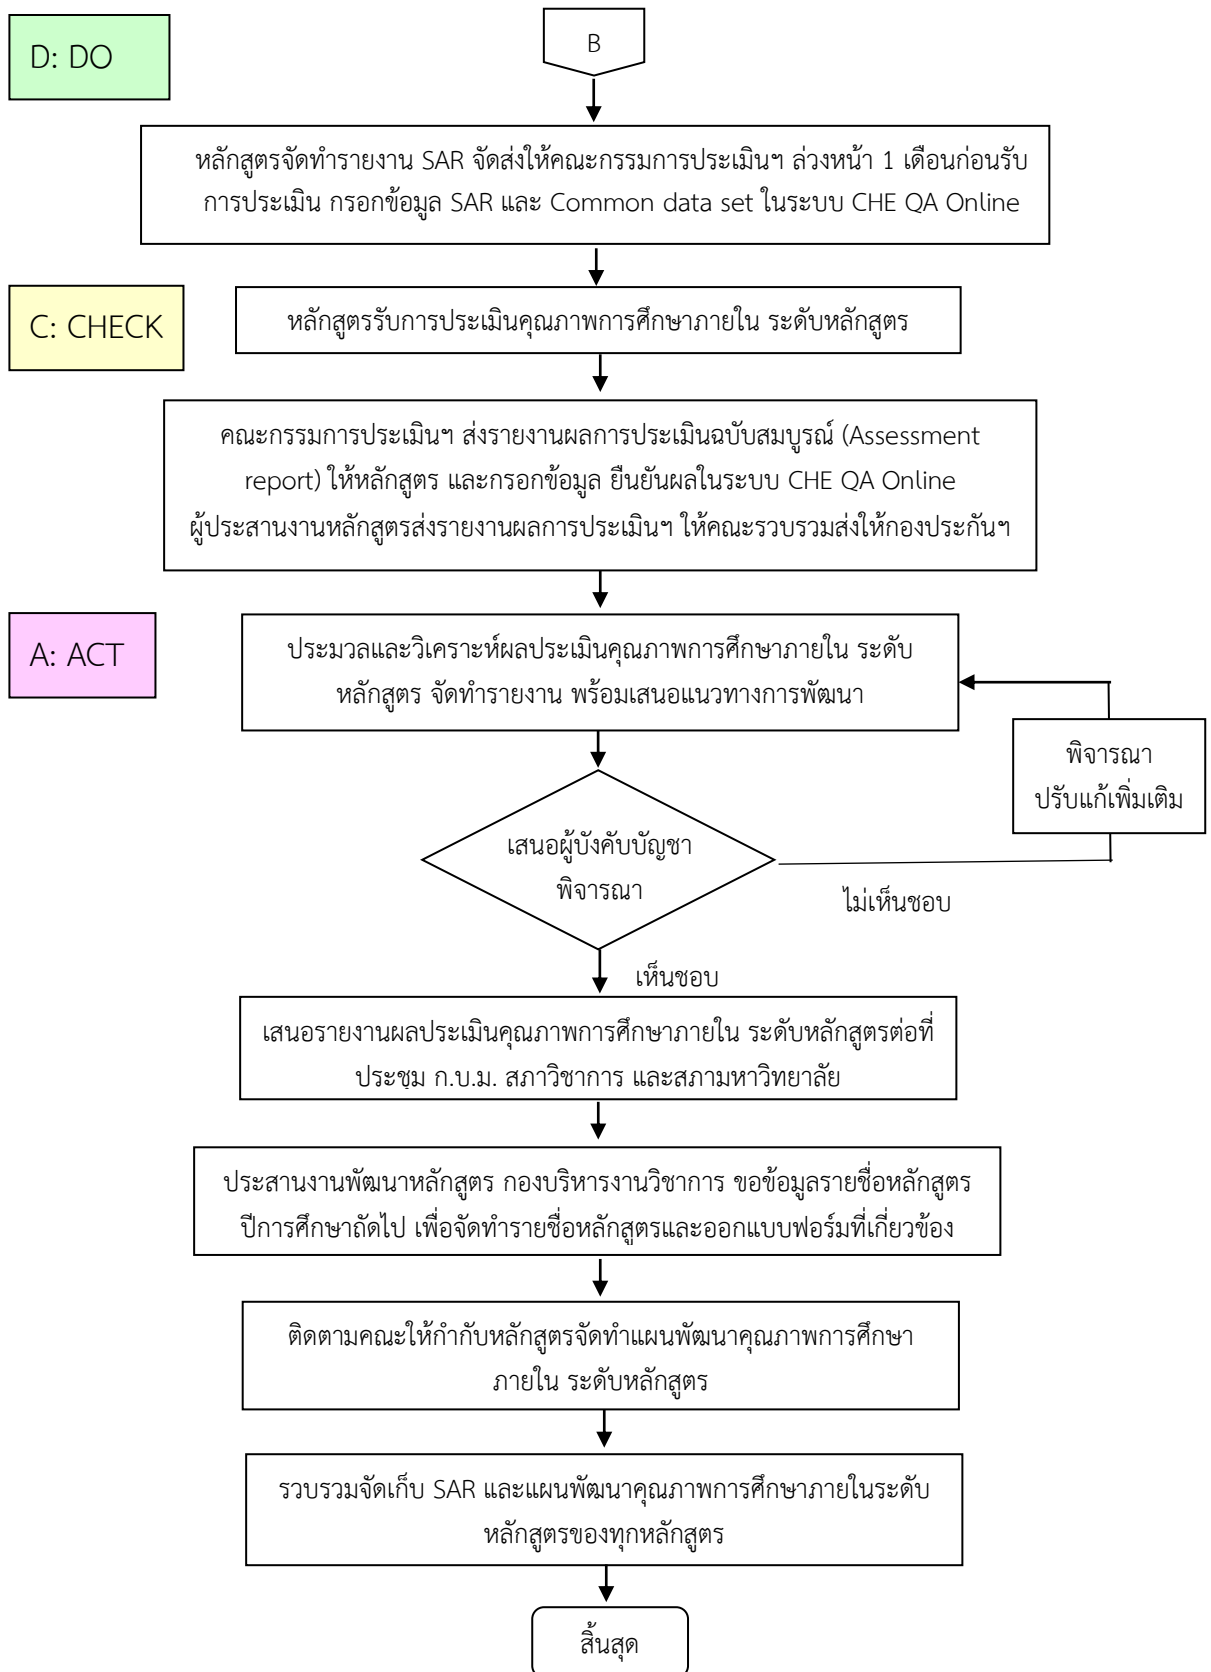 D: DO
B
หลักสูตรจัดทำรายงาน SAR จัดส่งให้คณะกรรมการประเมินฯ ล่วงหน้า 1 เดือนก่อนรับ
การประเมิน กรอกข้อมูล SAR และ Common data set ในระบบ CHE QA Online
C: CHECK
หลักสูตรรับการประเมินคุณภาพการศึกษาภายใน ระดับหลักสูตร
คณะกรรมการประเมินฯ ส่งรายงานผลการประเมินฉบับสมบูรณ์ (Assessment
report) ให้หลักสูตร และกรอกข้อมูล ยืนยันผลในระบบ CHE QA Online
ผู้ประสานงานหลักสูตรส่งรายงานผลการประเมินฯ ให้คณะรวบรวมส่งให้กองประกันฯ
A: ACT
ประมวลและวิเคราะห์ผลประเมินคุณภาพการศึกษาภายใน ระดับ
หลักสูตร จัดทำรายงาน พร้อมเสนอแนวทางการพัฒนา
พิจารณา
ปรับแก้เพิ่มเติม
เสนอผู้บังคับบัญชา
พิจารณา
ไม่เห็นชอบ
เห็นชอบ
เสนอรายงานผลประเมินคุณภาพการศึกษาภายใน ระดับหลักสูตรต่อที่
ประชุม ก.บ.ม. สภาวิชาการ และสภามหาวิทยาลัย
ประสานงานพัฒนาหลักสูตร กองบริหารงานวิชาการ ขอข้อมูลรายชื่อหลักสูตร
ปีการศึกษาถัดไป เพื่อจัดทำรายชื่อหลักสูตรและออกแบบฟอร์มที่เกี่ยวข้อง
ติดตามคณะให้กำกับหลักสูตรจัดทำแผนพัฒนาคุณภาพการศึกษา
ภายใน ระดับหลักสูตร
รวบรวมจัดเก็บ SAR และแผนพัฒนาคุณภาพการศึกษาภายในระดับ
หลักสูตรของทุกหลักสูตร
สิ้นสุด